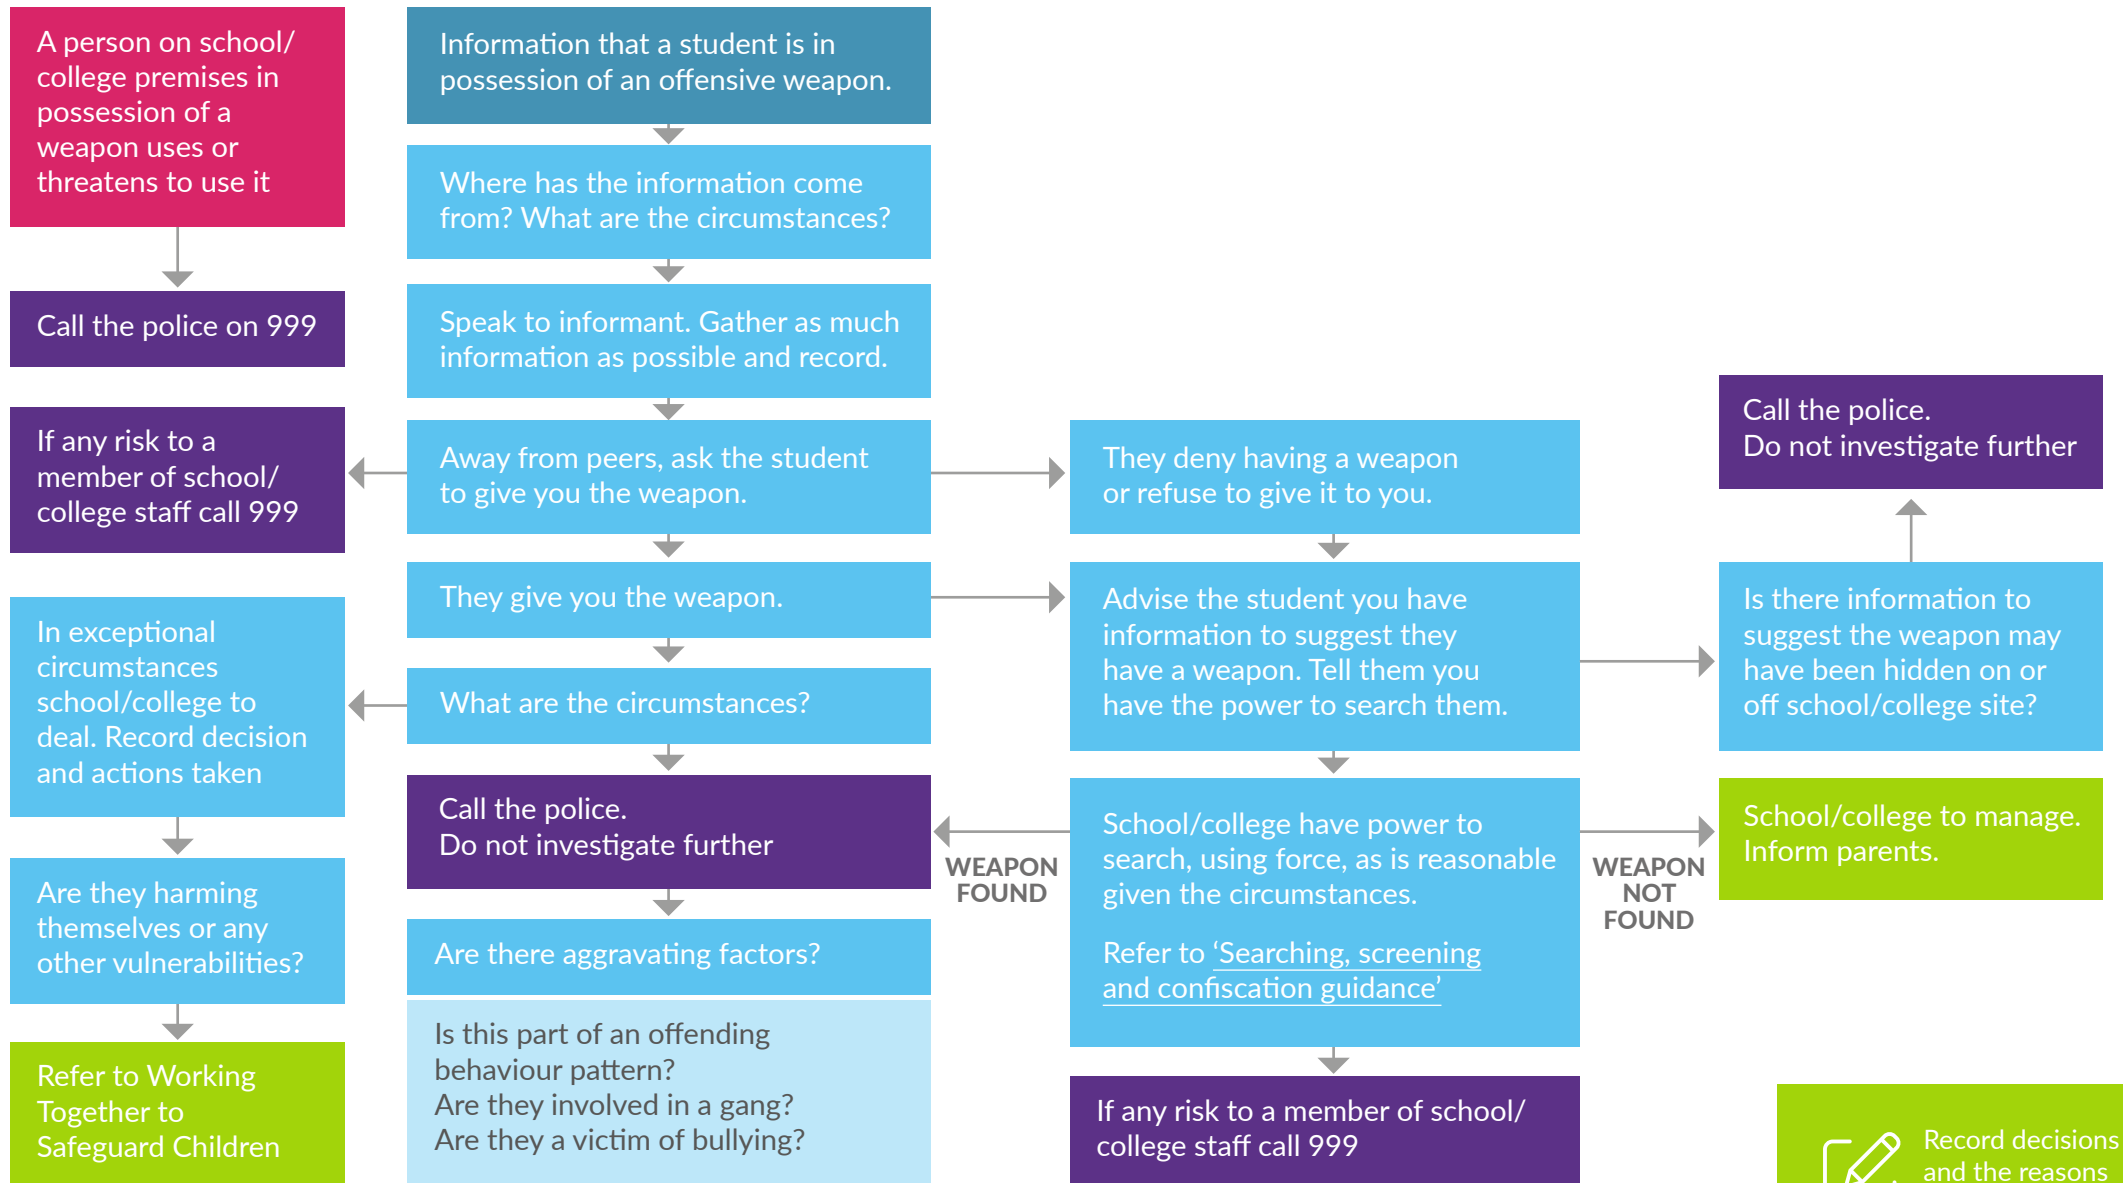 A person on school/
college premises in
possession of a
weapon uses or
threatens to use it
Call the police on 999
If any risk to a
member of school/
college staff call 999
In exceptional
circumstances
school/college to
deal. Record decision
and actions taken
Are they harming
themselves or any
other vulnerabilities?
Refer to Working
Together to
Safeguard Children
Information that a student is in
possession of an offensive weapon.
Where has the information come
from? What are the circumstances?
Speak to informant. Gather as much
information as possible and record.
Away from peers, ask the student
to give you the weapon.
They give you the weapon.
What are the circumstances?
Call the police.
Do not investigate further
Are there aggravating factors?
Is this part of an offending
behaviour pattern?
Are they involved in a gang?
Are they a victim of bullying?
They deny having a weapon
or refuse to give it to you.
Advise the student you have
information to suggest they
have a weapon. Tell them you
have the power to search them.
WEAPON
FOUND
School/college have power to
search, using force, as is reasonable
given the circumstances.
Refer to ‘Searching, screening
and confiscation guidance’
WEAPON
NOT
FOUND
If any risk to a member of school/
college staff call 999
Call the police.
Do not investigate further
Is there information to
suggest the weapon may
have been hidden on or
off school/college site?
School/college to manage.
Inform parents.
Record decisions
and the reasons